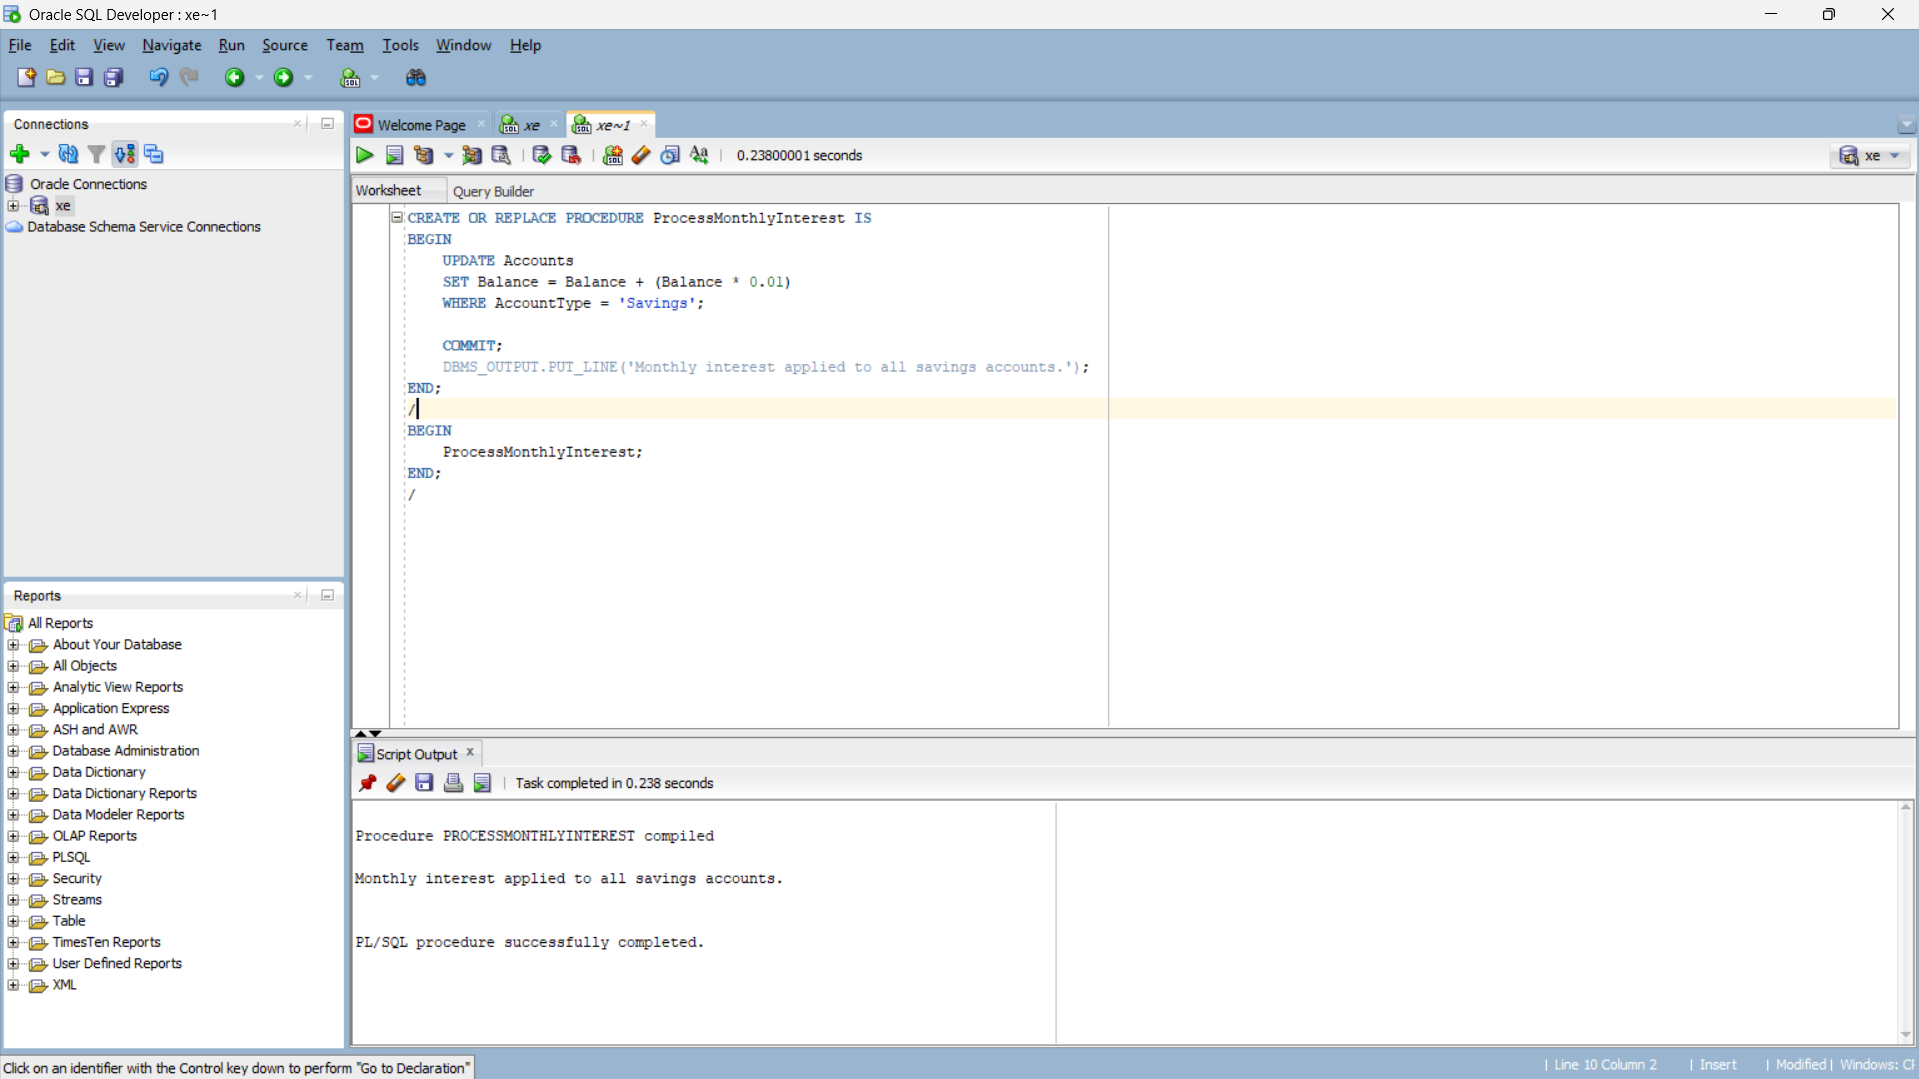 Oracle SQL Developer : xe~1
File Edit View Navigate Run Source Team Tools Window Help
Connections
Oracle Connections
xe
Database Schema Service Connections
Reports
All Reports
About Your Database
All Objects
Analytic View Reports
Application Express
ASH and AWR
Database Administration
Data Dictionary
Data Dictionary Reports
Data Modeler Reports
OLAP Reports
PLSQL
Security
Streams
Table
TimesTen Reports
User Defined Reports
XML
Welcome Page xe xe~1
0.23800001 seconds
xe
Worksheet Query Builder
CREATE OR REPLACE PROCEDURE ProcessMonthlyInterest IS
BEGIN
UPDATE Accounts
SET Balance = Balance + (Balance * 0.01)
WHERE AccountType = 'Savings';
COMMIT;
DBMS_OUTPUT.PUT_LINE('Monthly interest applied to all savings accounts.');
END;
/
BEGIN
ProcessMonthlyInterest;
END;
/
Script Output
Task completed in 0.238 seconds
Procedure PROCESSMONTHLYINTEREST compiled
Monthly interest applied to all savings accounts.
PL/SQL procedure successfully completed.
Click on an identifier with the Control key down to perform "Go to Declaration"
| Line 10 Column 2 | Insert | Modified | Windows: CF